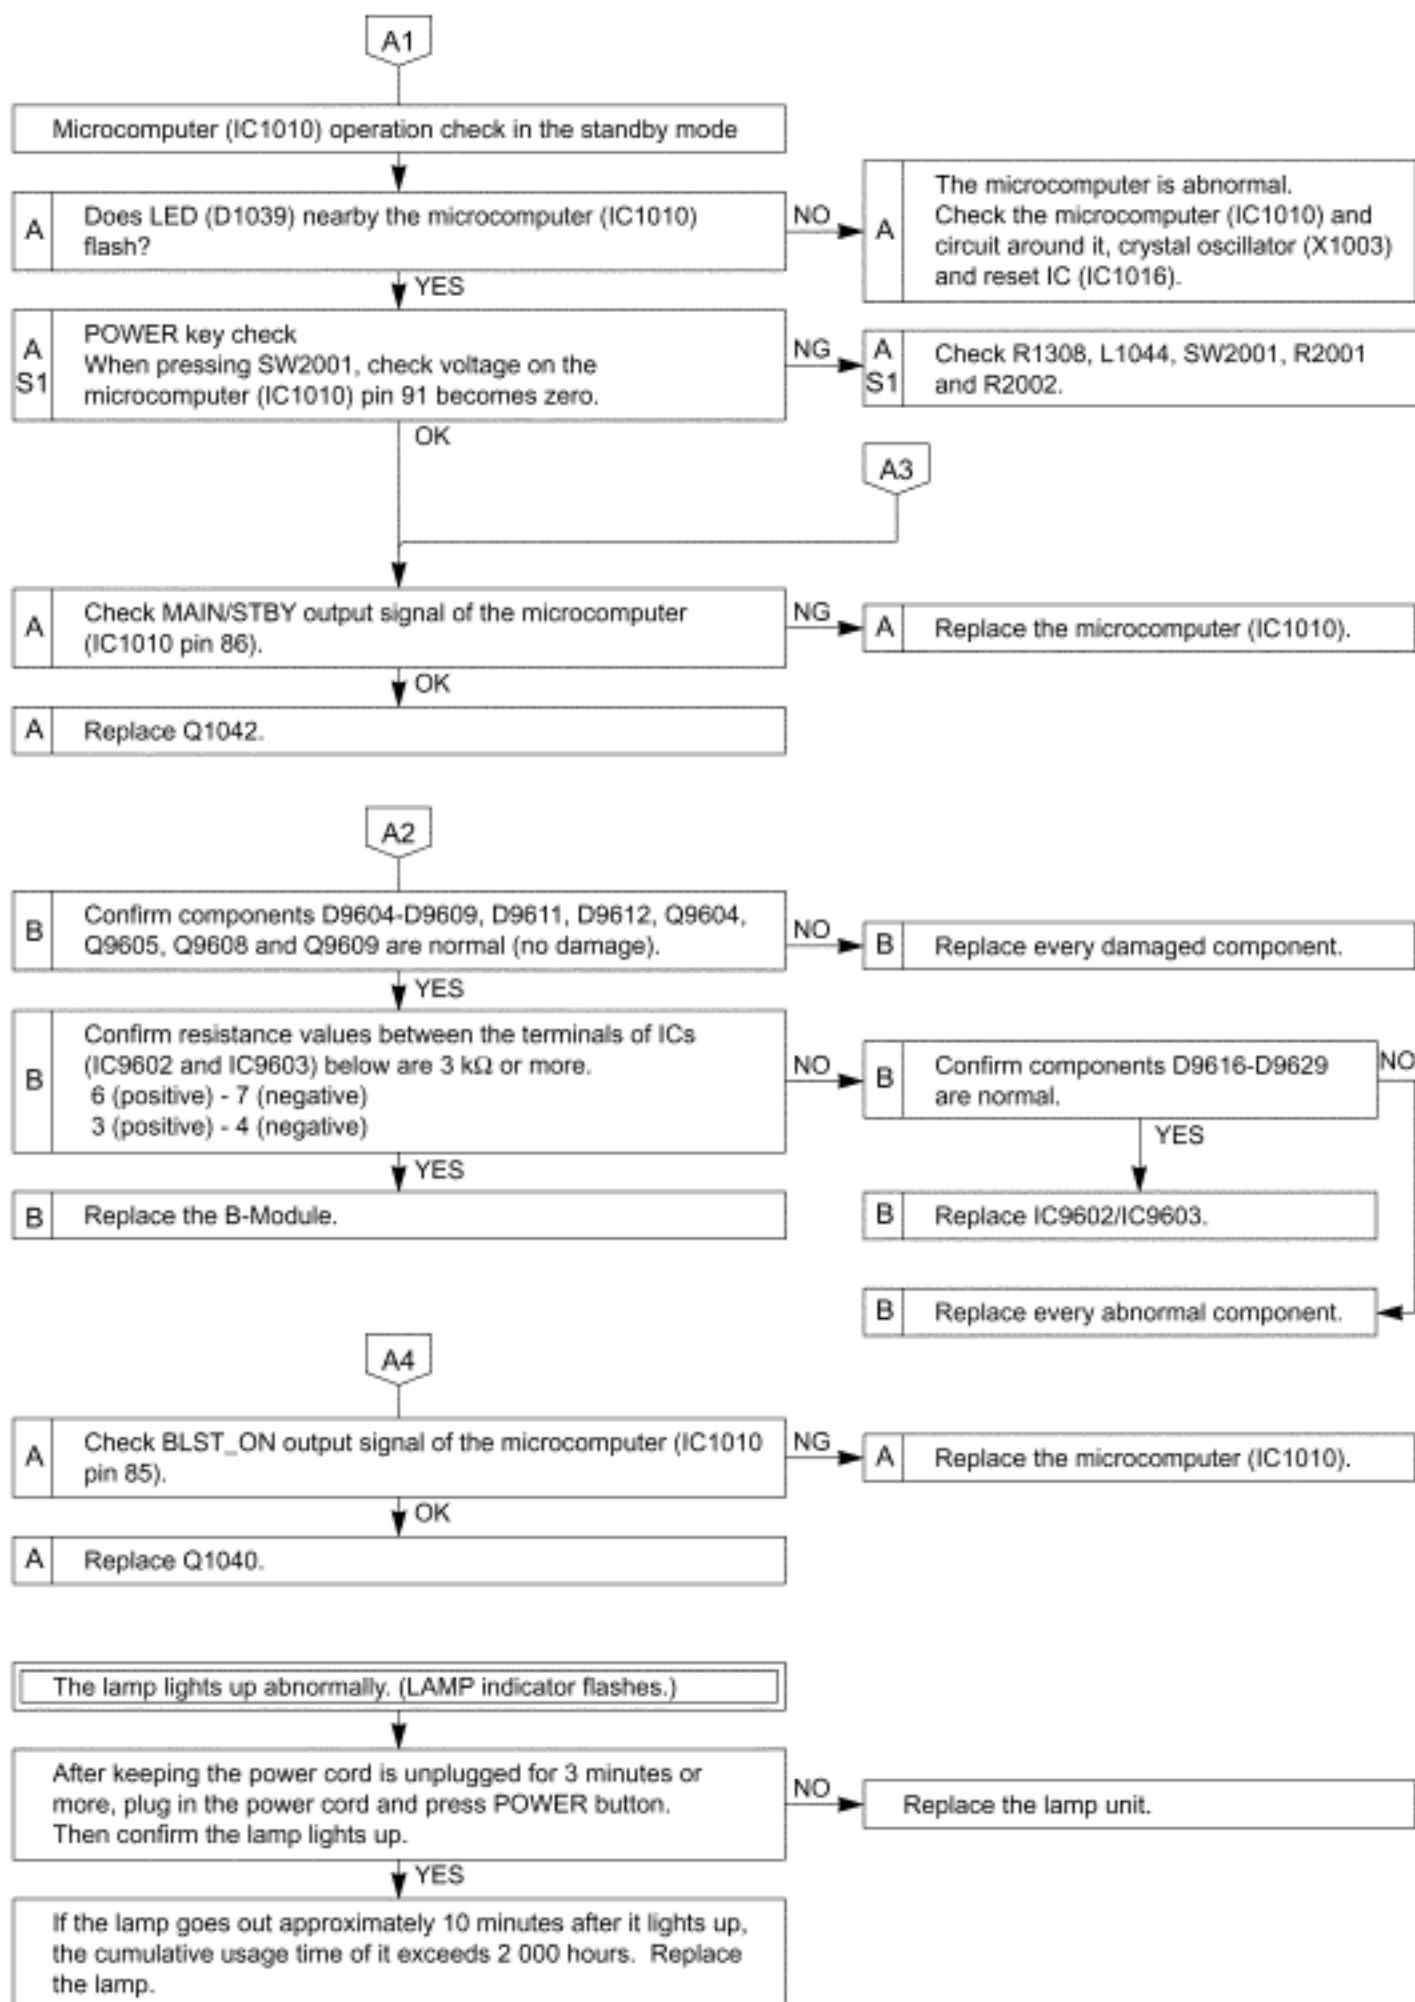 A1
Microcomputer (IC1010) operation check in the standby mode
A
Does LED (D1039) nearby the microcomputer (IC1010)
flash?
NO
A
The microcomputer is abnormal.
Check the microcomputer (IC1010) and
circuit around it, crystal oscillator (X1003)
and reset IC (IC1016).
YES
A
S1
POWER key check
When pressing SW2001, check voltage on the
microcomputer (IC1010) pin 91 becomes zero.
NG
A
S1
Check R1308, L1044, SW2001, R2001
and R2002.
OK
A3
A
Check MAIN/STBY output signal of the microcomputer
(IC1010 pin 86).
NG
A
Replace the microcomputer (IC1010).
OK
A
Replace Q1042.
A2
B
Confirm components D9604-D9609, D9611, D9612, Q9604,
Q9605, Q9608 and Q9609 are normal (no damage).
NO
B
Replace every damaged component.
YES
B
Confirm resistance values between the terminals of ICs
(IC9602 and IC9603) below are 3 kΩ or more.
6 (positive) - 7 (negative)
3 (positive) - 4 (negative)
NO
B
Confirm components D9616-D9629
are normal.
NO
YES
YES
B
Replace the B-Module.
B
Replace IC9602/IC9603.
B
Replace every abnormal component.
A4
A
Check BLST_ON output signal of the microcomputer (IC1010
pin 85).
NG
A
Replace the microcomputer (IC1010).
OK
A
Replace Q1040.
The lamp lights up abnormally. (LAMP indicator flashes.)
After keeping the power cord is unplugged for 3 minutes or
more, plug in the power cord and press POWER button.
Then confirm the lamp lights up.
NO
Replace the lamp unit.
YES
If the lamp goes out approximately 10 minutes after it lights up,
the cumulative usage time of it exceeds 2 000 hours. Replace
the lamp.